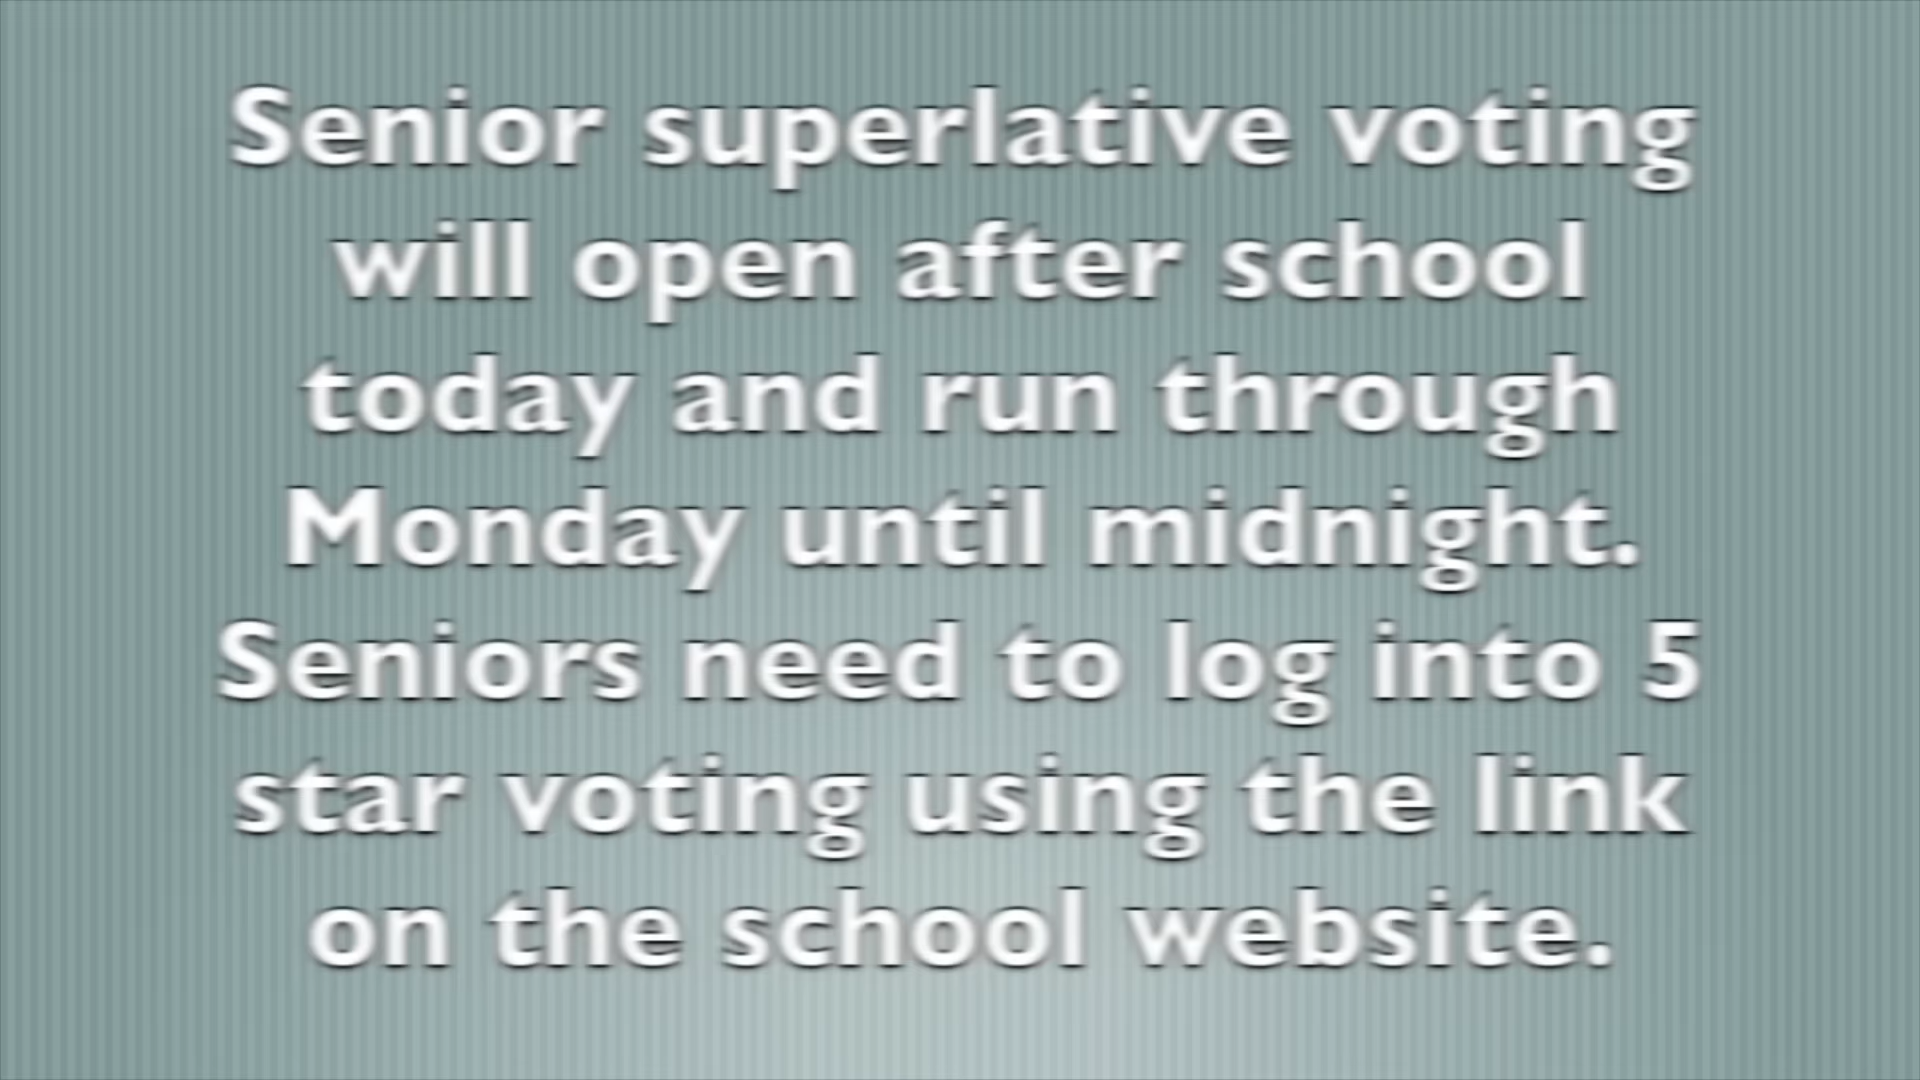 Senior superlative voting
will open after school
today and run through
Monday until midnight.
Seniors need to log into 5
star voting using the link
on the school website.